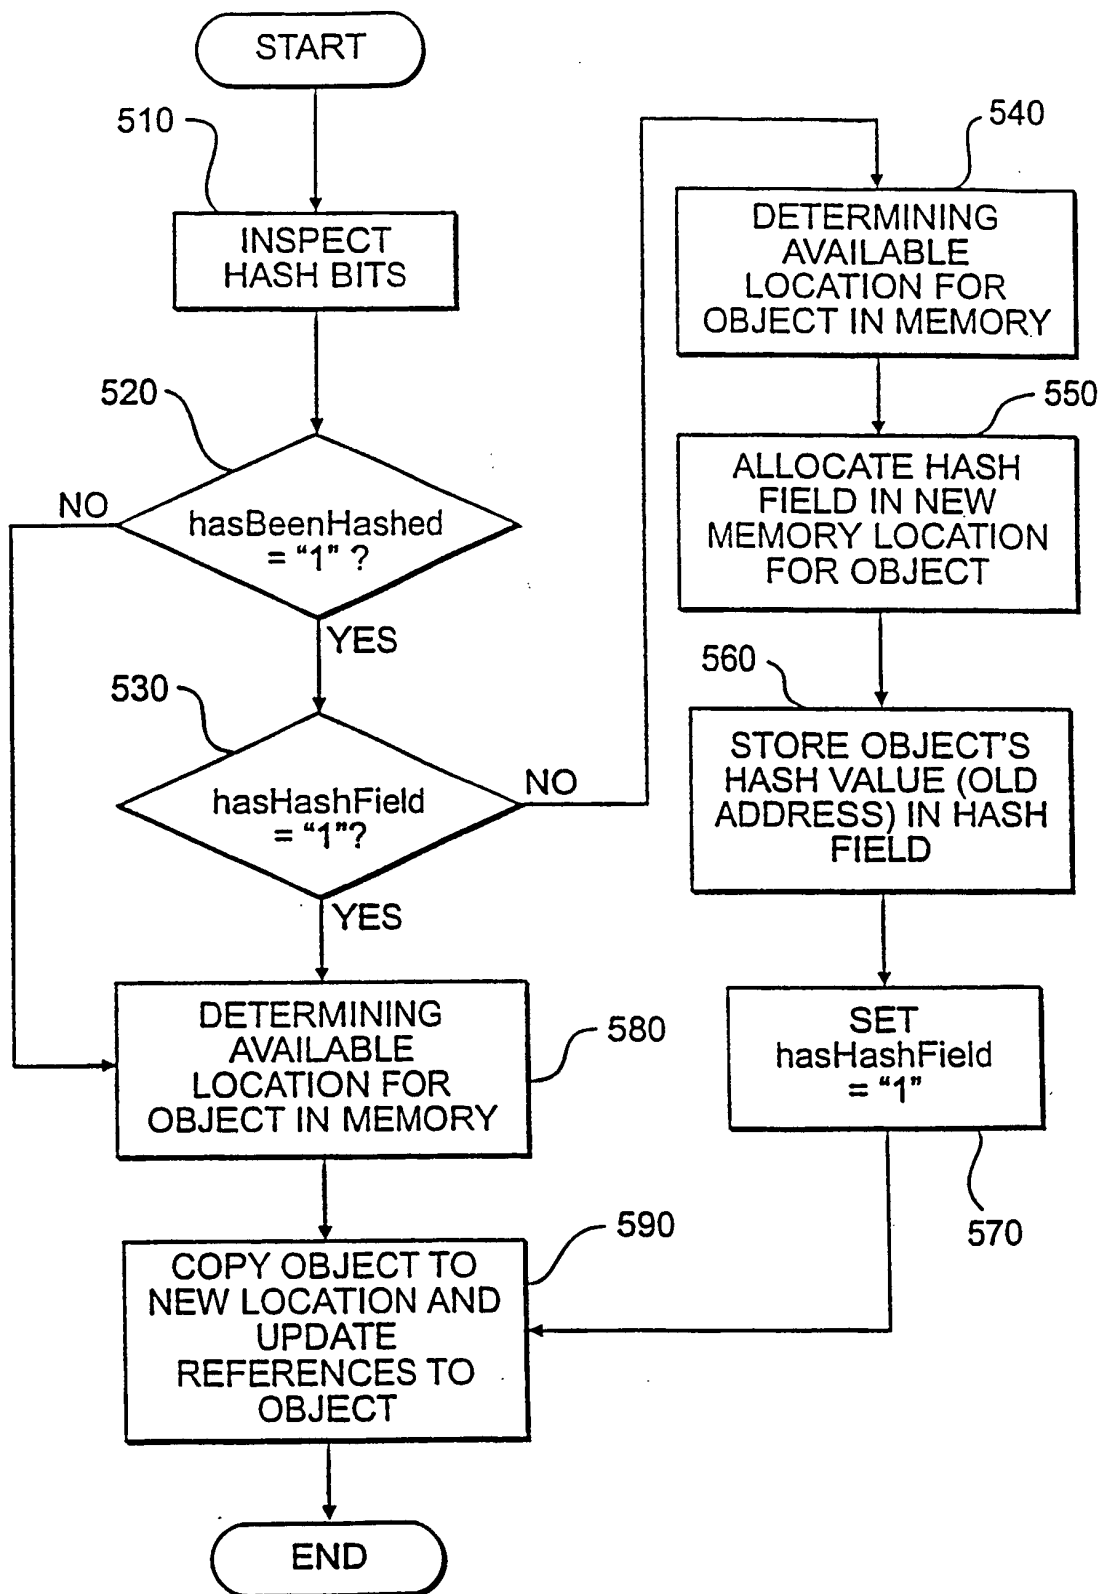 START
510
INSPECT
HASH BITS
520
NO
hasBeenHashed
= “1” ?
YES
530
hasHashField
= “1”?
NO
YES
540
DETERMINING
AVAILABLE
LOCATION FOR
OBJECT IN MEMORY
550
ALLOCATE HASH
FIELD IN NEW
MEMORY LOCATION
FOR OBJECT
560
STORE OBJECT'S
HASH VALUE (OLD
ADDRESS) IN HASH
FIELD
SET
hasHashField
= “1”
570
DETERMINING
AVAILABLE
LOCATION FOR
OBJECT IN MEMORY
580
COPY OBJECT TO
NEW LOCATION AND
UPDATE
REFERENCES TO
OBJECT
590
END